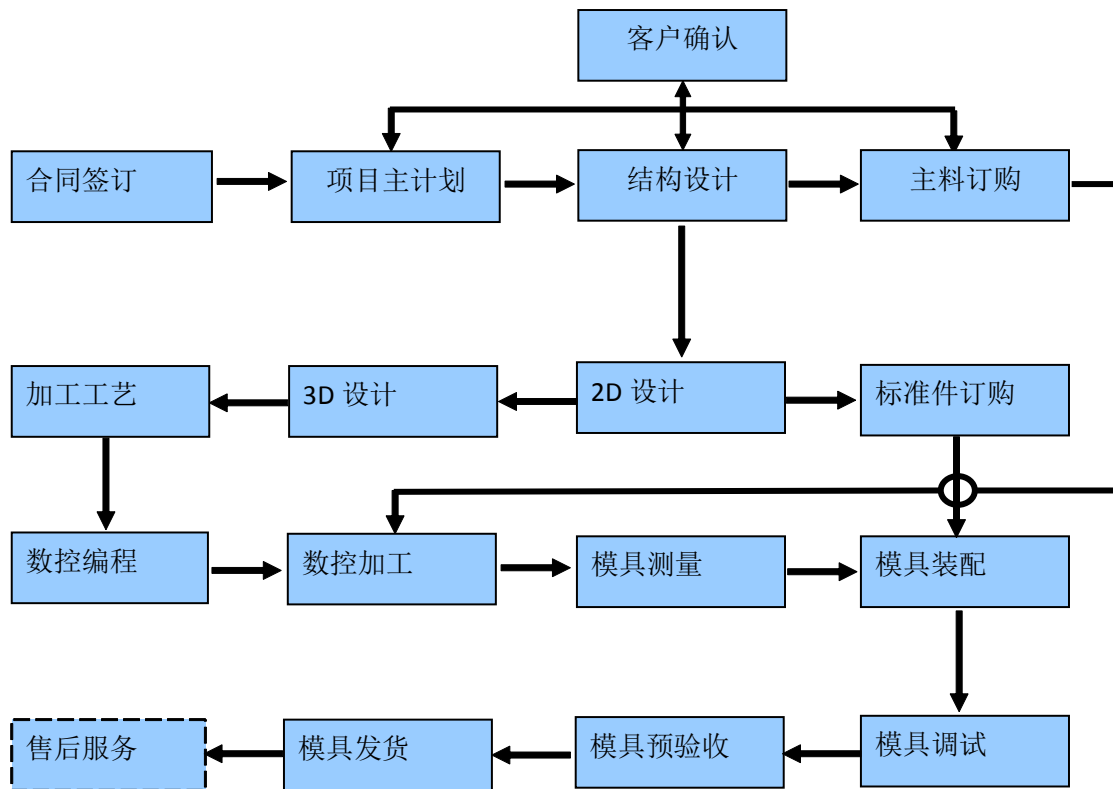 客户确认
合同签订
项目主计划
结构设计
主料订购
加工工艺
3D 设计
2D 设计
标准件订购
数控编程
数控加工
模具测量
模具装配
售后服务
模具发货
模具预验收
模具调试